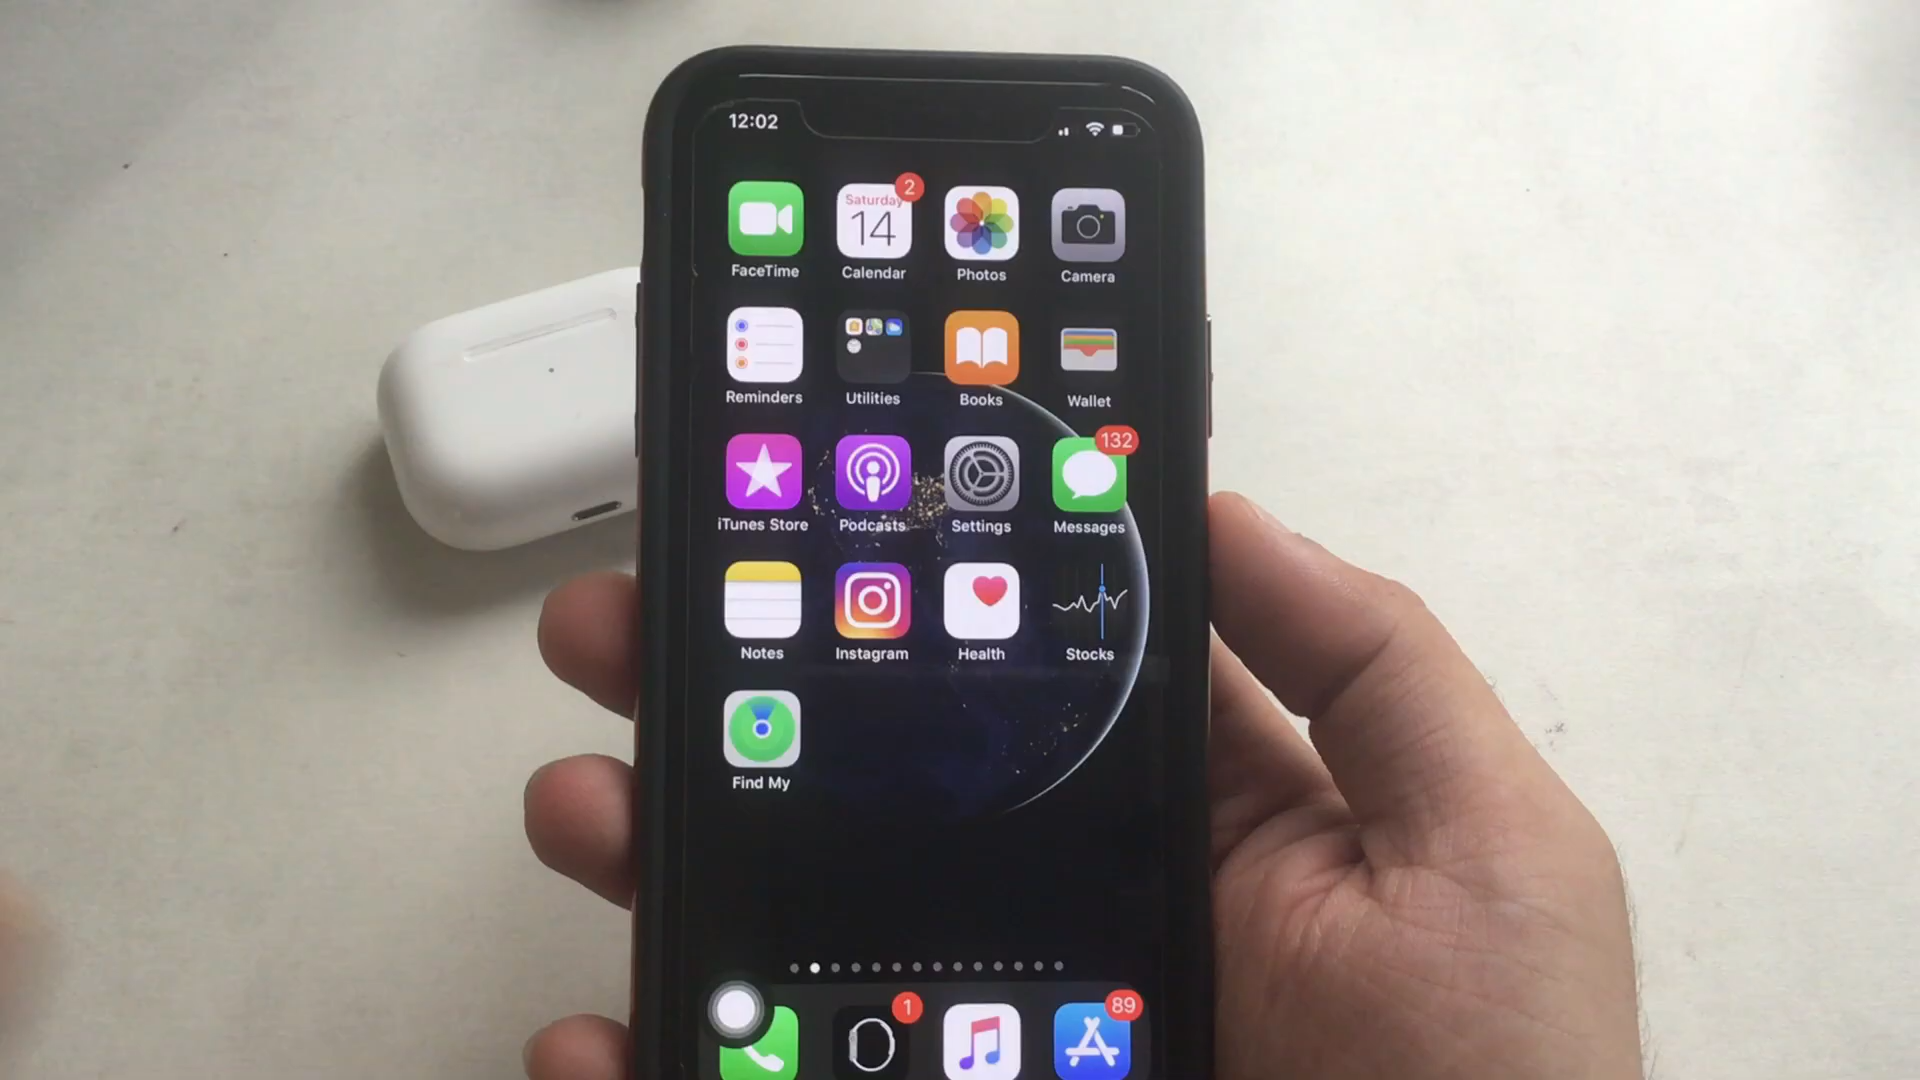 12:02
Saturday
14
2
FaceTime
Calendar
Photos
Camera
Reminders
Utilities
Books
Wallet
132
iTunes Store
Podcasts
Settings
Messages
Notes
Instagram
Health
Stocks
Find My
1
89